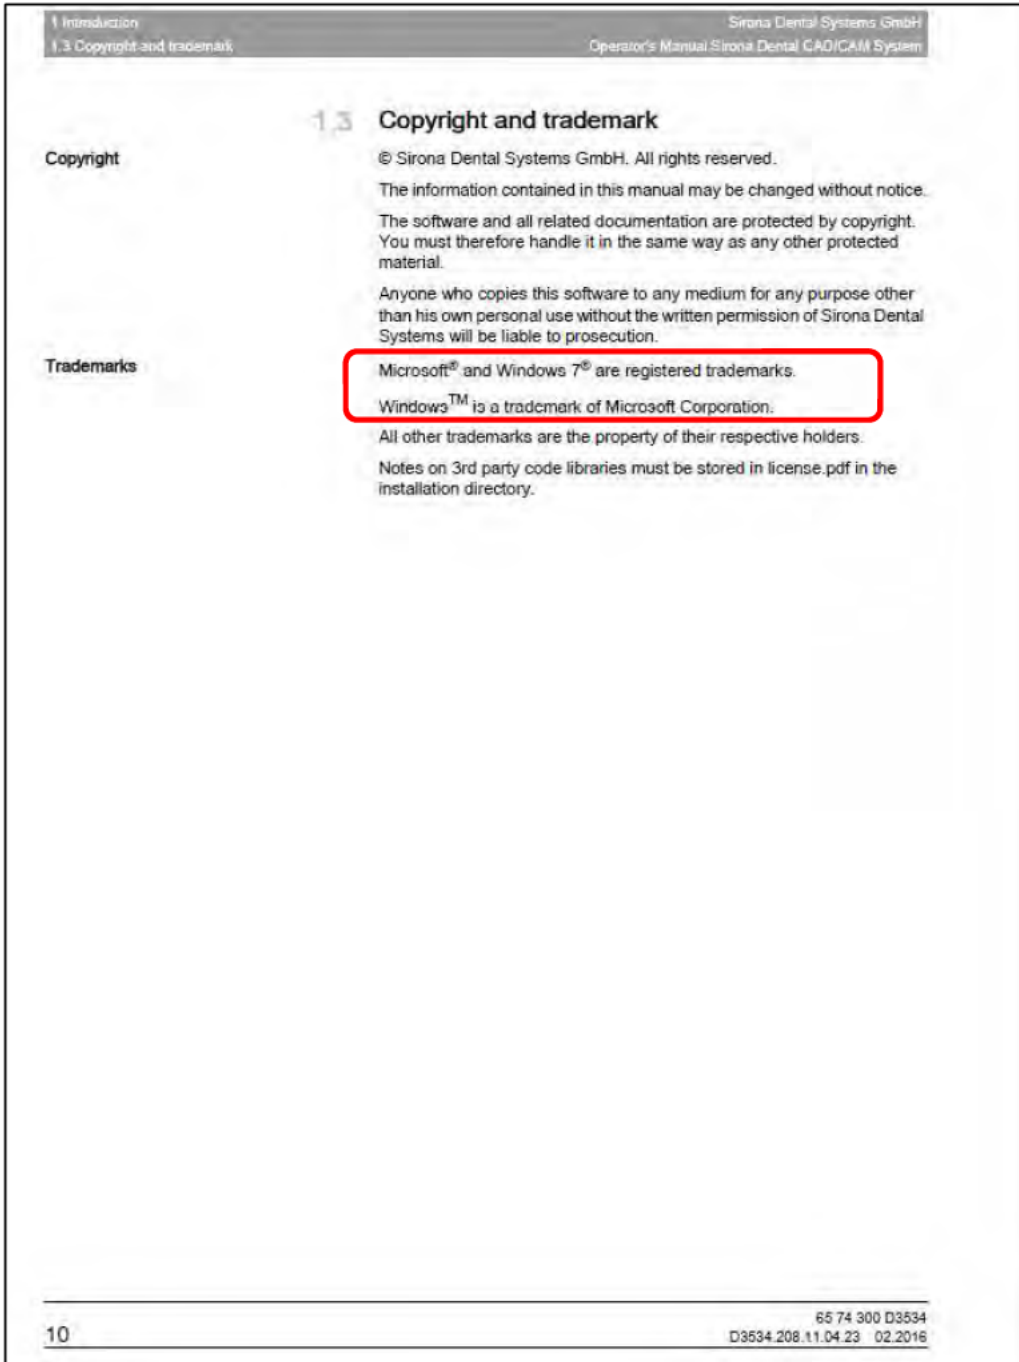 1 Introduction
Sirona Dental Systems GmbH
1.3 Copyright and trademark
Operator's Manual Sirona Dental CAD/CAM System
1.3 Copyright and trademark
Copyright
© Sirona Dental Systems GmbH. All rights reserved.
The information contained in this manual may be changed without notice.
The software and all related documentation are protected by copyright.
You must therefore handle it in the same way as any other protected
material.
Anyone who copies this software to any medium for any purpose other
than his own personal use without the written permission of Sirona Dental
Systems will be liable to prosecution.
Trademarks
Microsoft® and Windows 7® are registered trademarks.
Windows™ is a trademark of Microsoft Corporation.
All other trademarks are the property of their respective holders.
Notes on 3rd party code libraries must be stored in license.pdf in the
installation directory.
10
65 74 300 D3534
D3534.208.11.04.23 02.2016